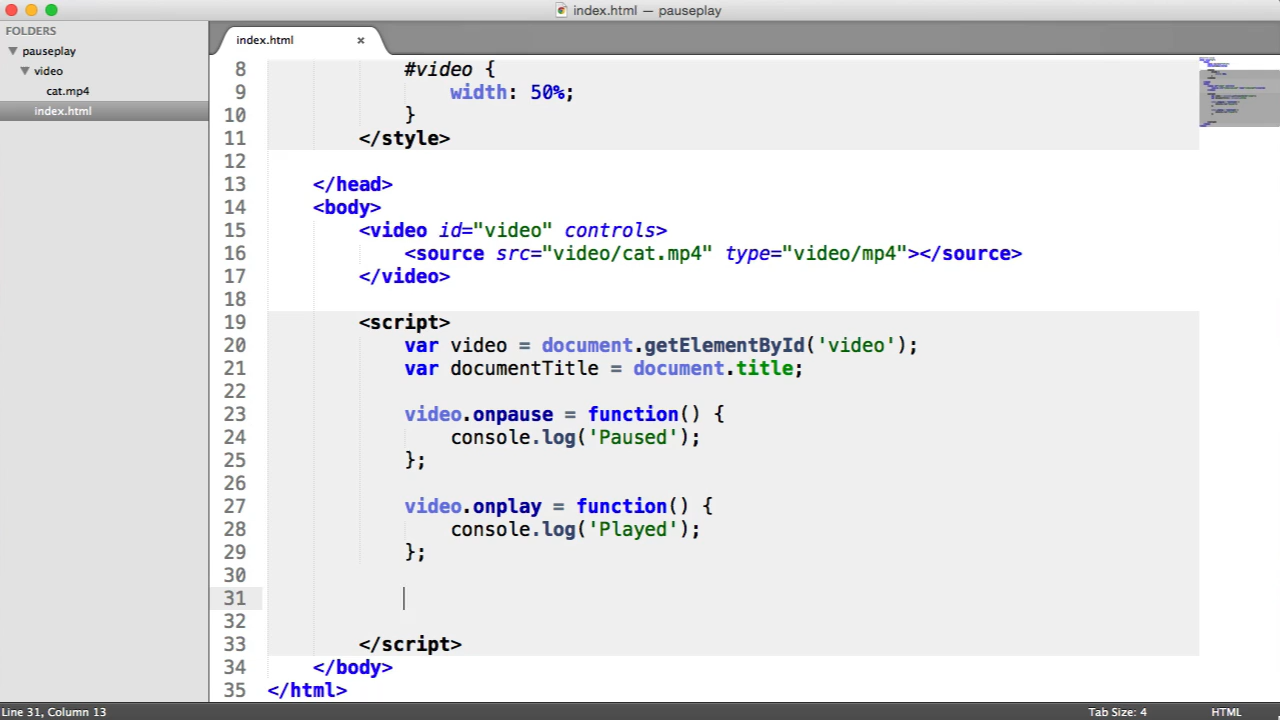 index.html — pauseplay
FOLDERS
pauseplay
video
cat.mp4
index.html
index.html ×
8 #video {
9 width: 50%;
10 }
11 </style>
12
13 </head>
14 <body>
15 <video id="video" controls>
16 <source src="video/cat.mp4" type="video/mp4"></source>
17 </video>
18
19 <script>
20 var video = document.getElementById('video');
21 var documentTitle = document.title;
22
23 video.onpause = function() {
24 console.log('Paused');
25 };
26
27 video.onplay = function() {
28 console.log('Played');
29 };
30
31
32
33 </script>
34 </body>
35 </html>
Line 31, Column 13
Tab Size: 4
HTML